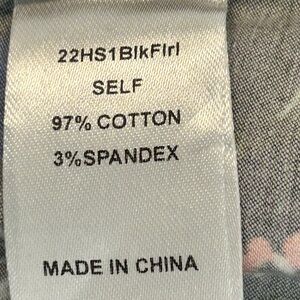 22HS1BlkFlrl
SELF
97% COTTON
3%SPANDEX
MADE IN CHINA